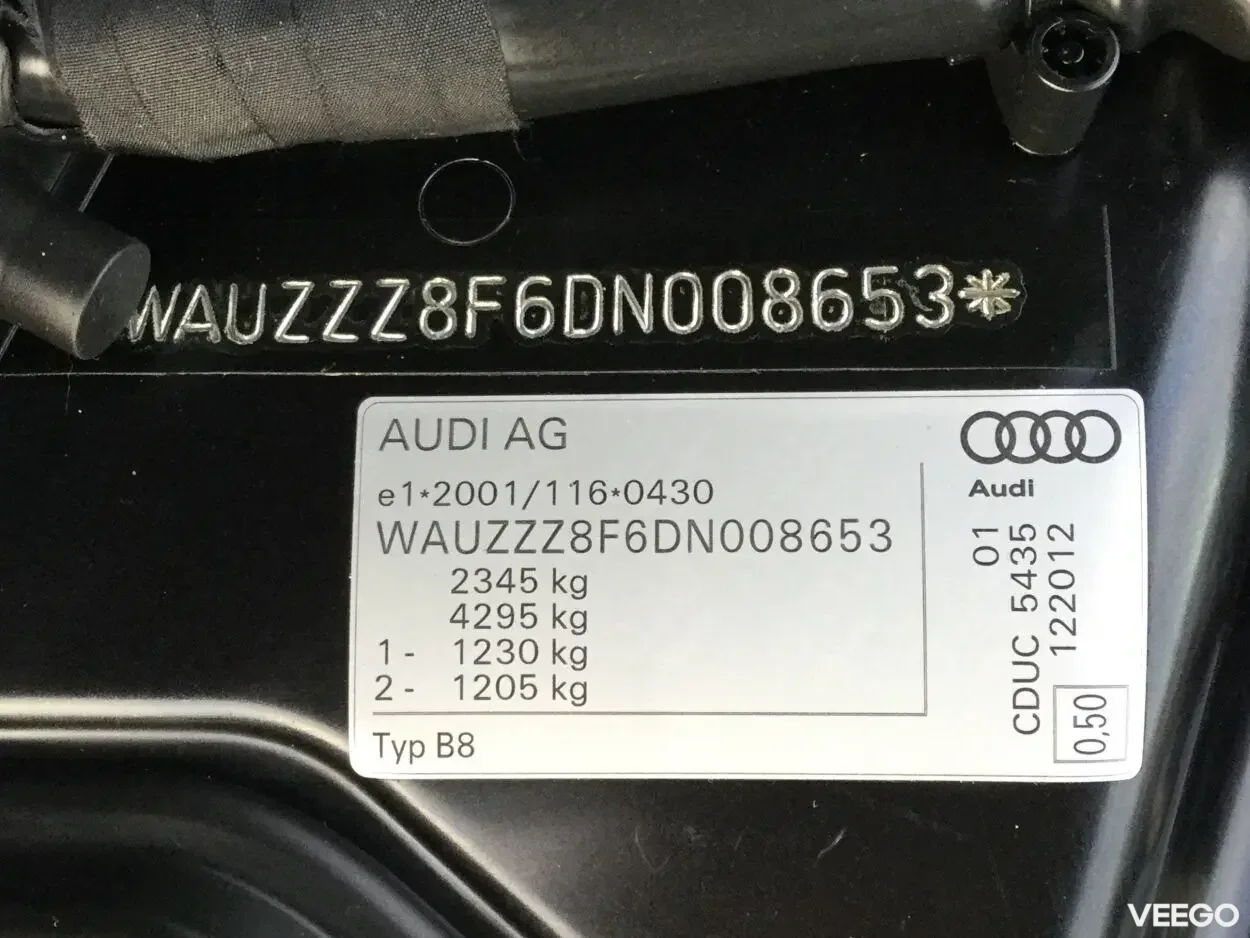 WAUZZZ8F6DN008653*
AUDI AG
e1*2001/116*0430
WAUZZZ8F6DN008653
2345 kg
4295 kg
1 - 1230 kg
2 - 1205 kg
Typ B8
Audi
01
CDUC 5435
122012
0,50
VEEGO